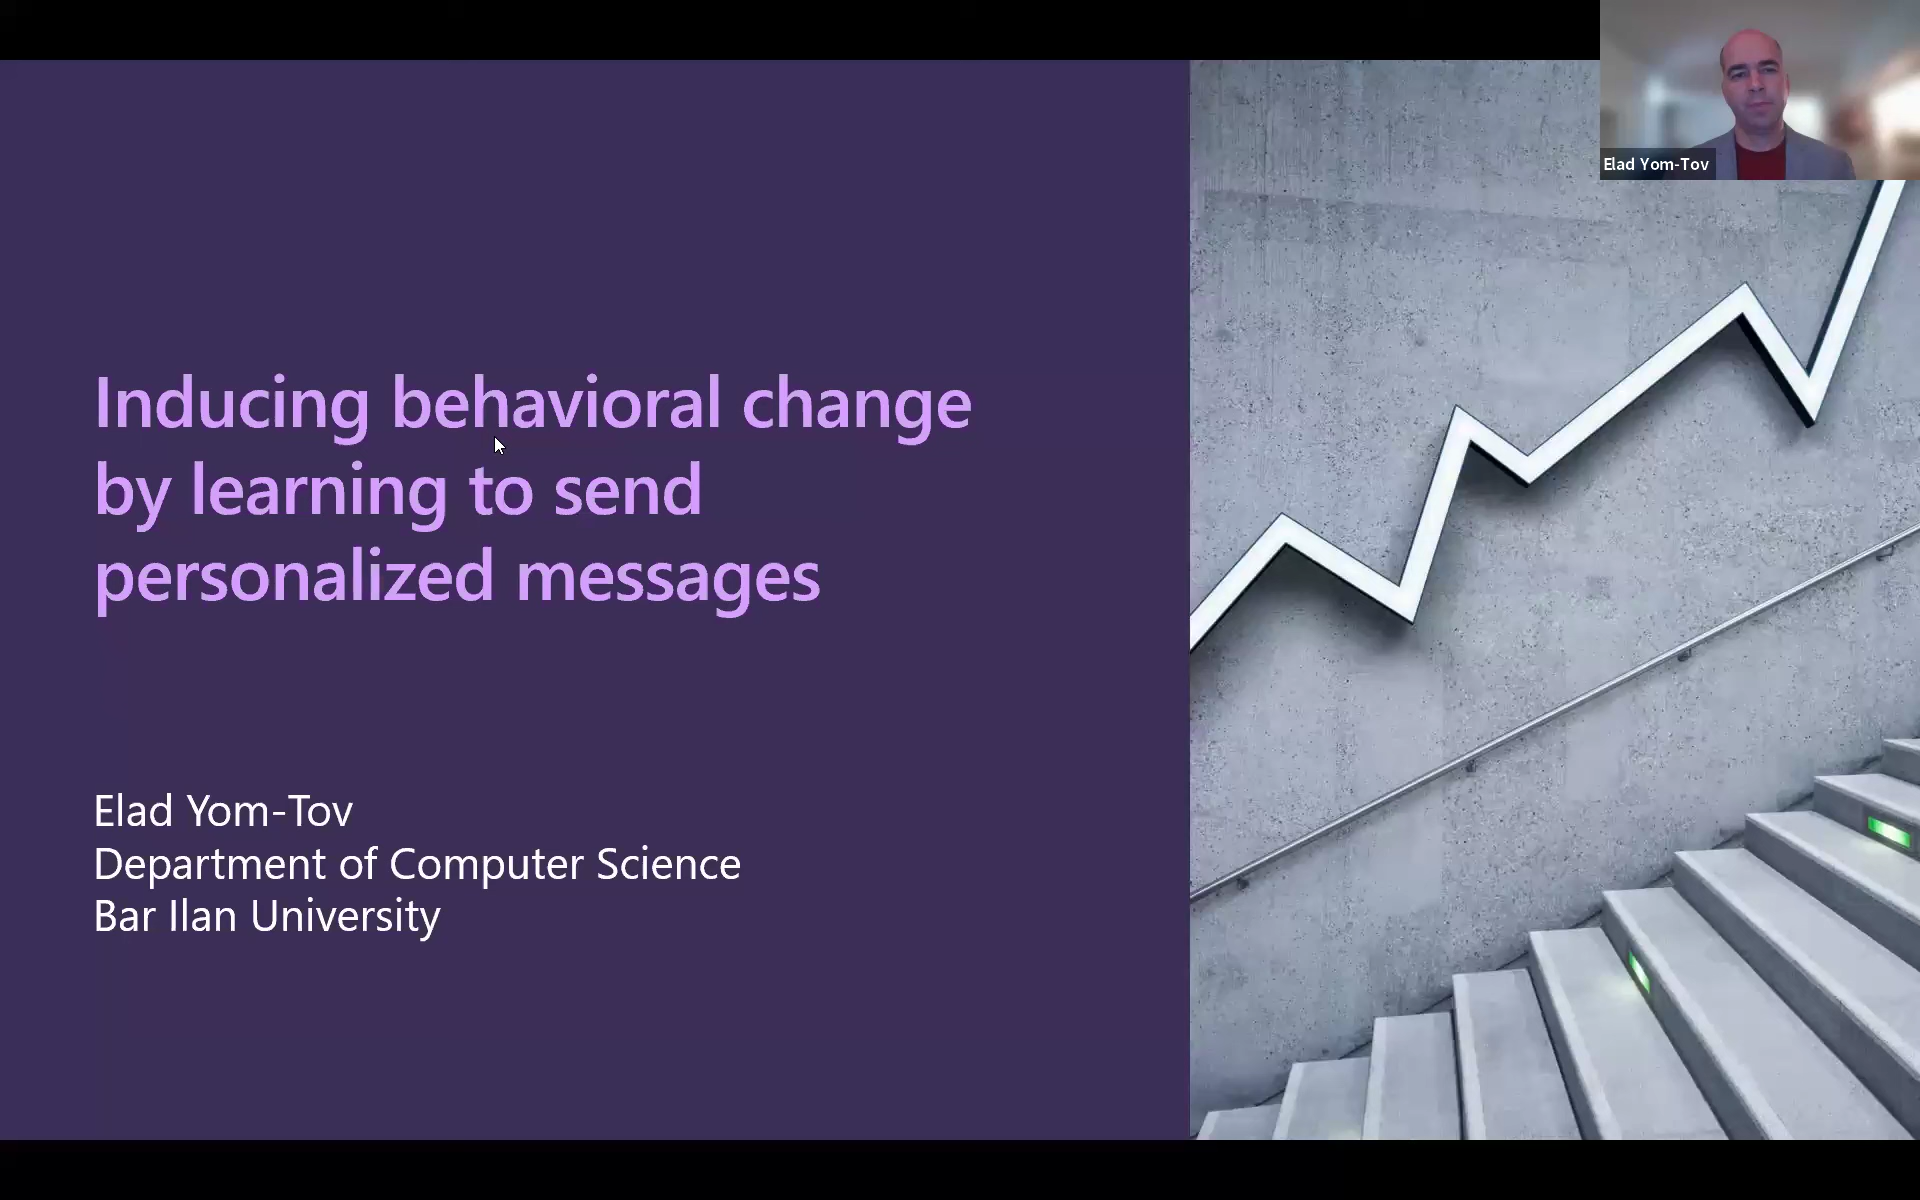 Elad Yom-Tov
Inducing behavioral change
by learning to send
personalized messages
Elad Yom-Tov
Department of Computer Science
Bar Ilan University